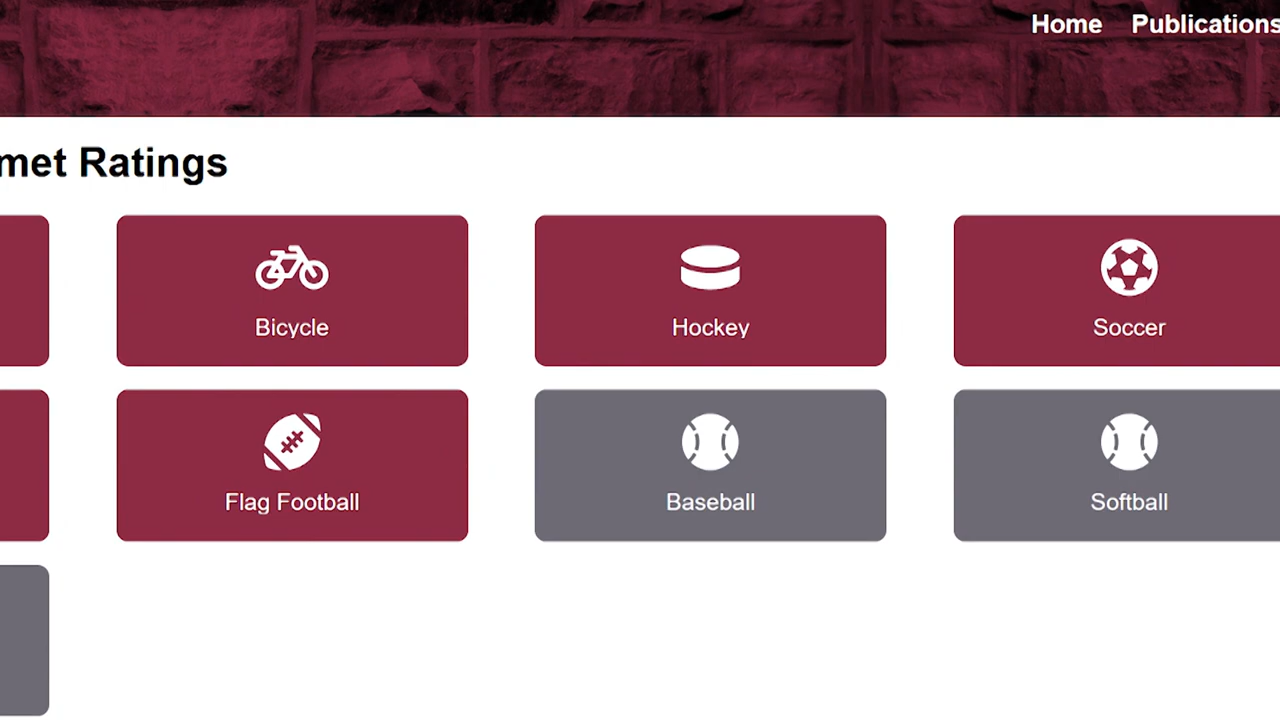 Home Publications
met Ratings
Bicycle
Hockey
Soccer
Flag Football
Baseball
Softball